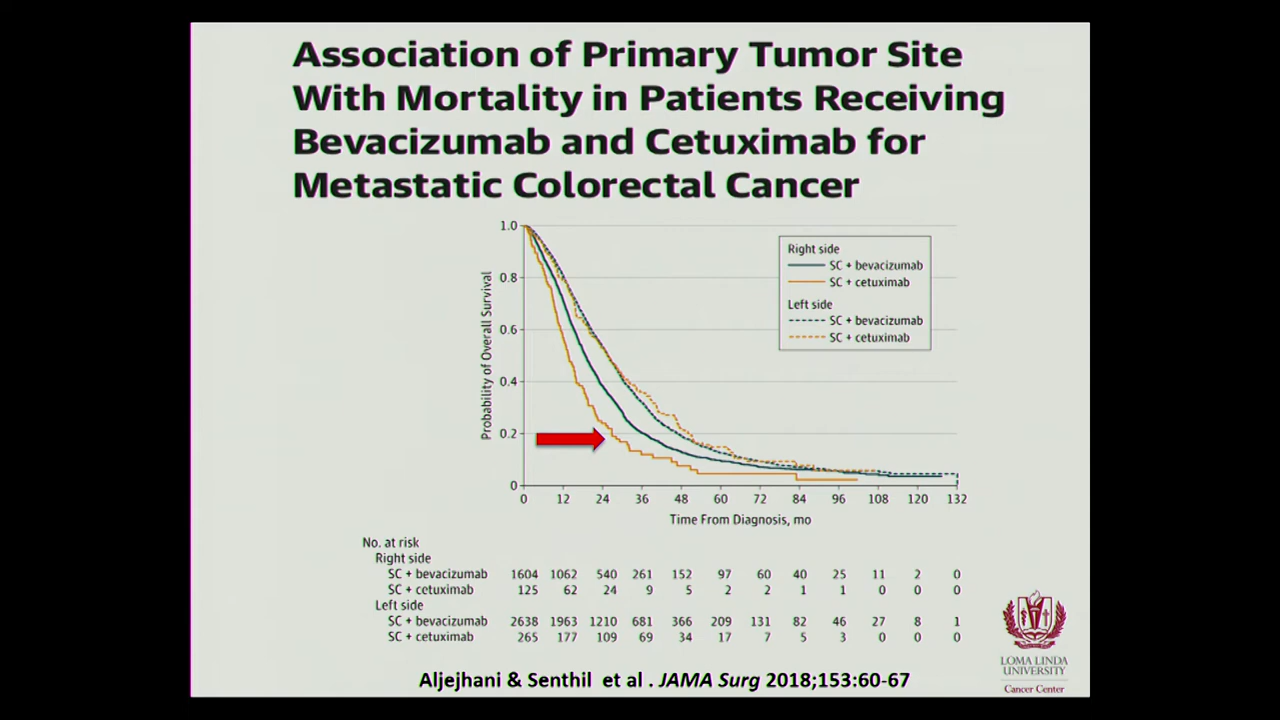 Association of Primary Tumor Site
With Mortality in Patients Receiving
Bevacizumab and Cetuximab for
Metastatic Colorectal Cancer
1.0
0.8
0.6
0.4
0.2
0
Probability of Overall Survival
Right side
SC + bevacizumab
SC + cetuximab
Left side
SC + bevacizumab
SC + cetuximab
0 12 24 36 48 60 72 84 96 108 120 132
Time From Diagnosis, mo
No. at risk
Right side
SC + bevacizumab 1604 1062 540 261 152 97 60 40 25 11 2 0
SC + cetuximab 125 62 24 9 5 2 2 1 1 0 0 0
Left side
SC + bevacizumab 2638 1963 1210 681 366 209 131 82 46 27 8 1
SC + cetuximab 265 177 109 69 34 17 7 5 3 0 0 0
LOMA LINDA
UNIVERSITY
Cancer Center
Aljejhani & Senthil et al . JAMA Surg 2018;153:60-67